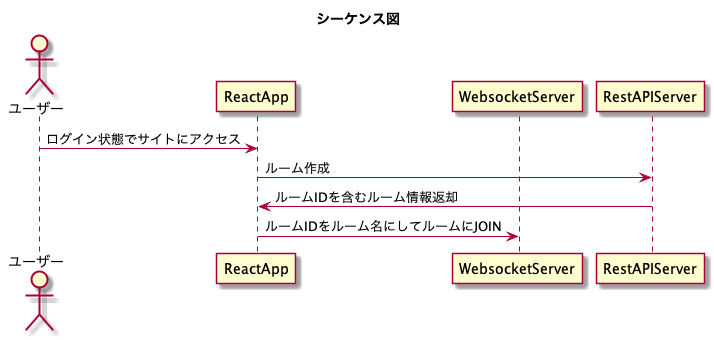 シーケンス図
ユーザー
ReactApp
WebsocketServer
RestAPIServer
ログイン状態でサイトにアクセス
ルーム作成
ルームIDを含むルーム情報返却
ルームIDをルーム名にしてルームにJOIN
ユーザー
ReactApp
WebsocketServer
RestAPIServer